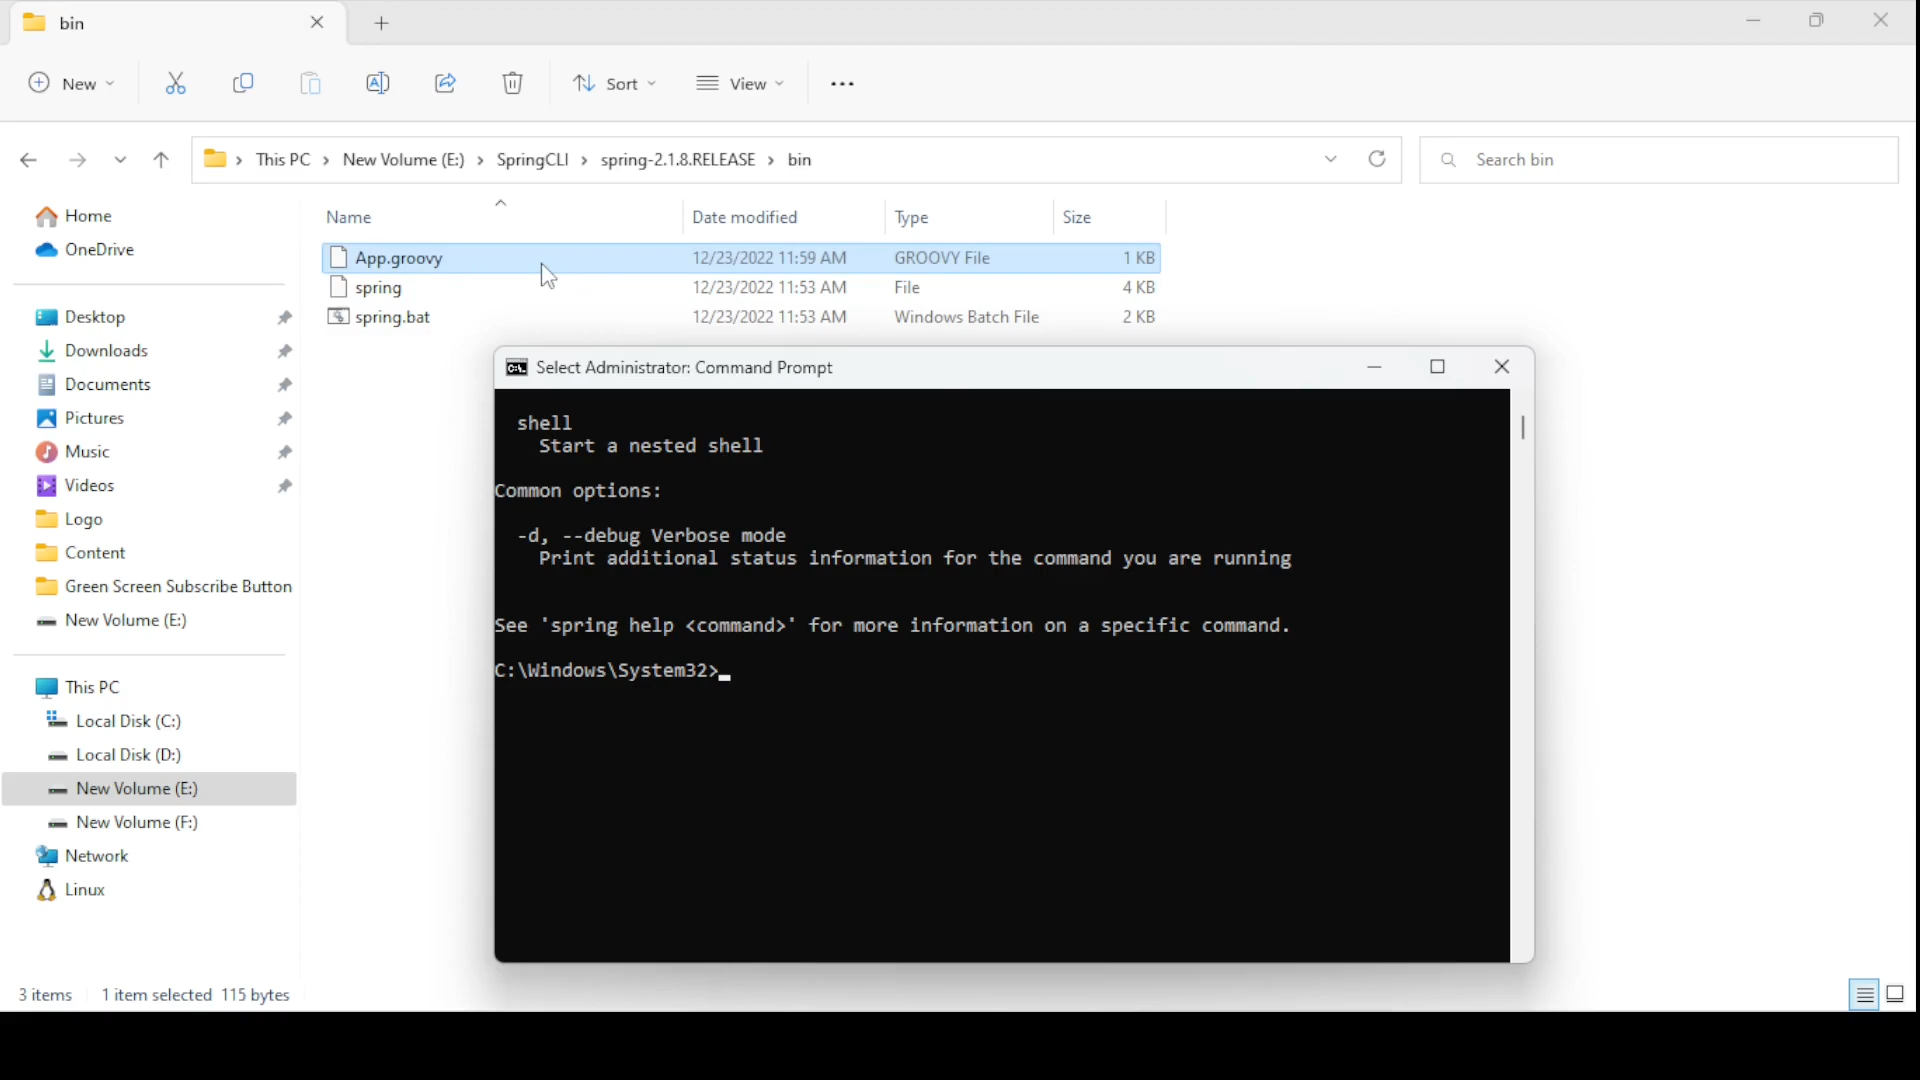 bin
New
Sort
View
This PC > New Volume (E:) > SpringCLI > spring-2.1.8.RELEASE > bin
Search bin
Home
OneDrive
Desktop
Downloads
Documents
Pictures
Music
Videos
Logo
Content
Green Screen Subscribe Button
New Volume (E:)
This PC
Local Disk (C:)
Local Disk (D:)
New Volume (E:)
New Volume (F:)
Network
Linux
Name Date modified Type Size
App.groovy 12/23/2022 11:59 AM GROOVY File 1 KB
spring 12/23/2022 11:53 AM File 4 KB
spring.bat 12/23/2022 11:53 AM Windows Batch File 2 KB
C:\. Select Administrator: Command Prompt
shell
Start a nested shell
Common options:
-d, --debug Verbose mode
Print additional status information for the command you are running
See 'spring help <command>' for more information on a specific command.
C:\Windows\System32>_
3 items 1 item selected 115 bytes